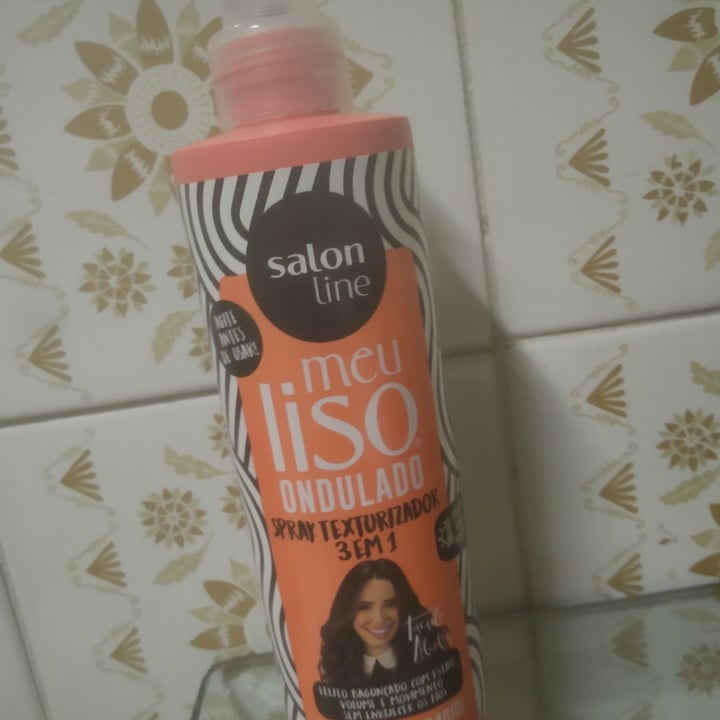 salon
line
AGITE
ANTES
DE USAR!
meu
liso
ONDULADO
SPRAY TEXTURIZADOR
3 EM 1
EFEITO BAGUNÇADO COM ESTILO,
VOLUME E MOVIMENTO
SEM ENRIJECER OS FIOS